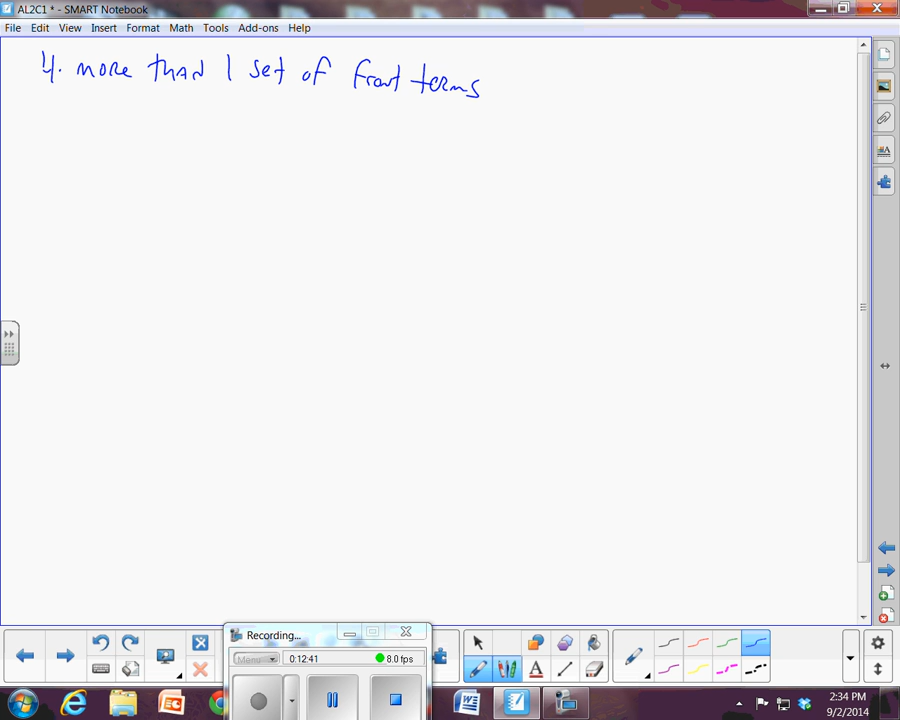 AL2C1 * - SMART Notebook
File Edit View Insert Format Math Tools Add-ons Help
4. more than 1 set of front terms
Recording...
Menu 0:12:41 8.0 fps
2:34 PM
9/2/2014